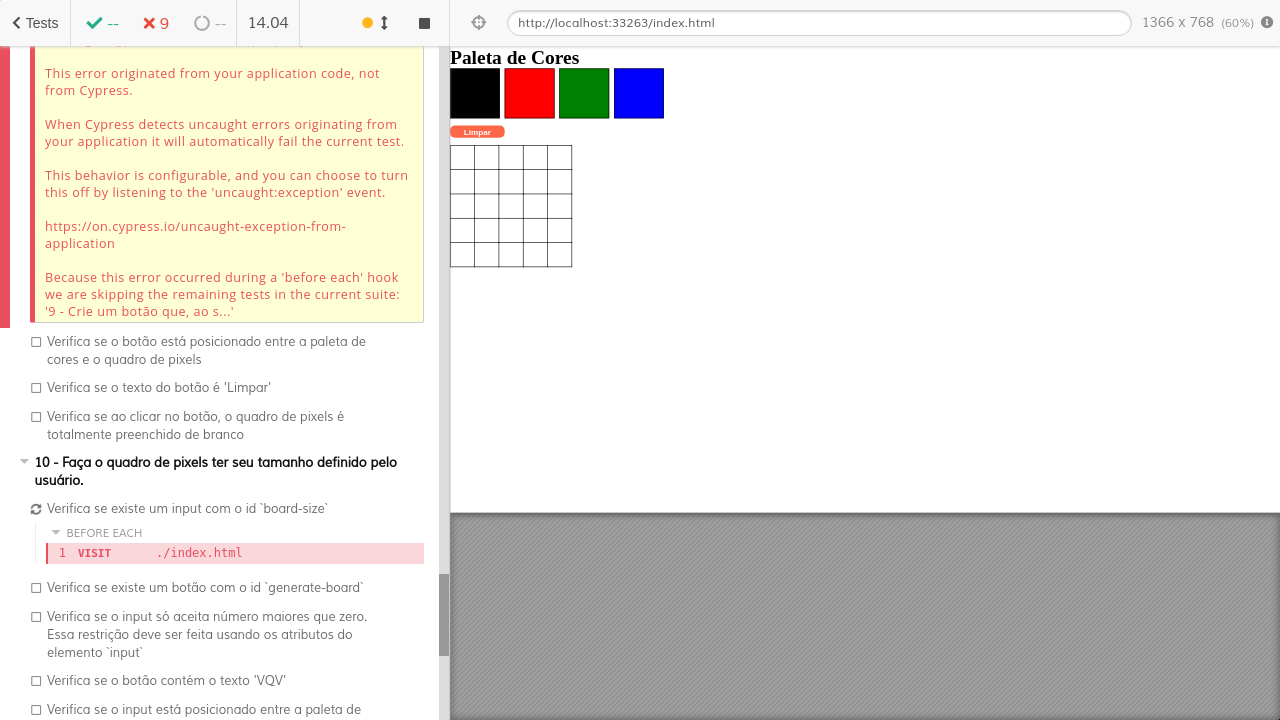 Tests
--
9
--
14.04
http://localhost:33263/index.html
1366 x 768 (60%)
This error originated from your application code, not
from Cypress.
When Cypress detects uncaught errors originating from
your application it will automatically fail the current test.
This behavior is configurable, and you can choose to turn
this off by listening to the 'uncaught:exception' event.
https://on.cypress.io/uncaught-exception-from-
application
Because this error occurred during a 'before each' hook
we are skipping the remaining tests in the current suite:
'9 - Crie um botão que, ao s...'
Verifica se o botão está posicionado entre a paleta de
cores e o quadro de pixels
Verifica se o texto do botão é 'Limpar'
Verifica se ao clicar no botão, o quadro de pixels é
totalmente preenchido de branco
10 - Faça o quadro de pixels ter seu tamanho definido pelo
usuário.
Verifica se existe um input com o id `board-size`
BEFORE EACH
1 VISIT ./index.html
Verifica se existe um botão com o id `generate-board`
Verifica se o input só aceita número maiores que zero.
Essa restrição deve ser feita usando os atributos do
elemento `input`
Verifica se o botão contém o texto 'VQV'
Verifica se o input está posicionado entre a paleta de
Paleta de Cores
Limpar